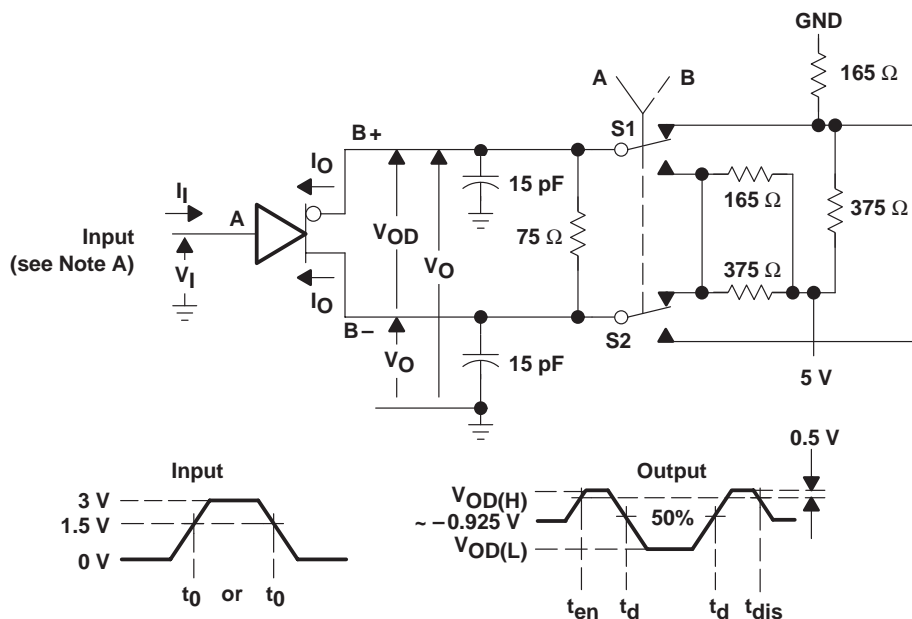 GND
165 Ω
A B
S1
B+
I_O
15 pF
I_I
A
165 Ω
375 Ω
Input
(see Note A)
V_OD
V_O
75 Ω
V_I
375 Ω
I_O
B−
V_O
S2
15 pF
5 V
0.5 V
Input
Output
3 V
1.5 V
0 V
t_0 or t_0
V_OD(H)
~ −0.925 V
50%
V_OD(L)
t_en t_d t_d t_dis